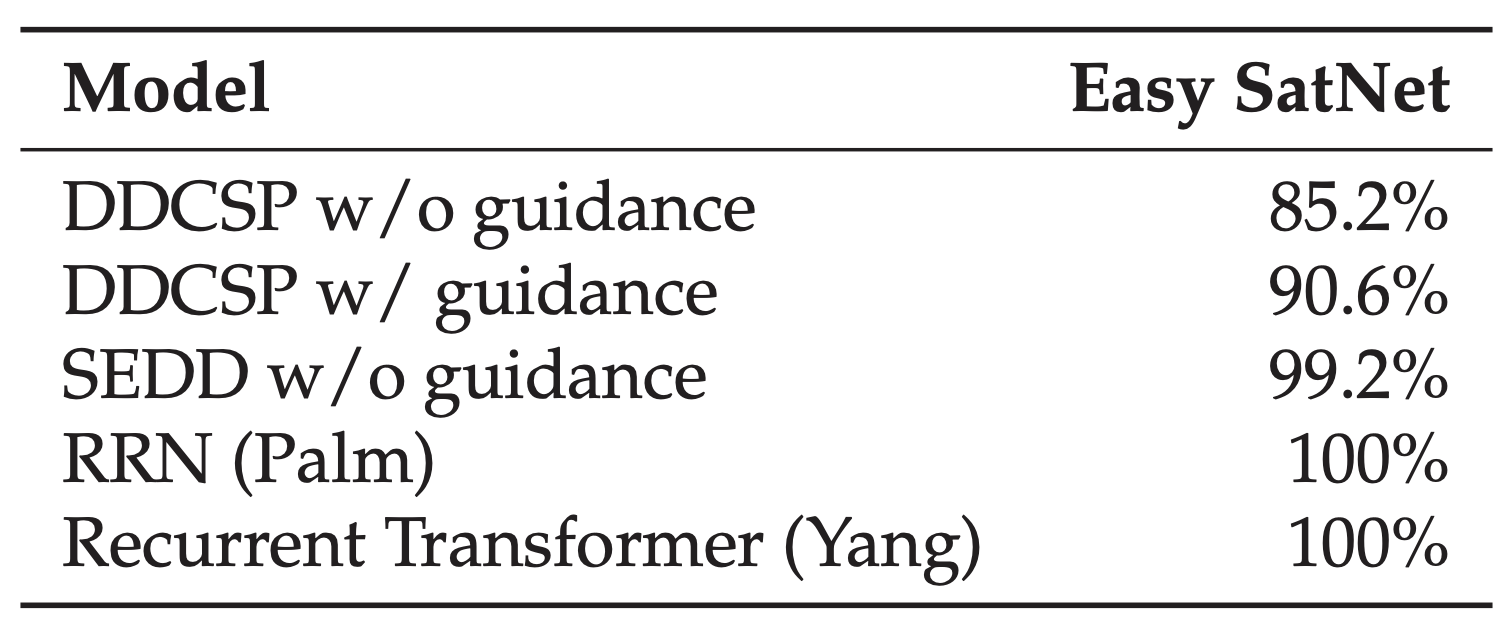 Model Easy SatNet
DDCSP w/o guidance 85.2%
DDCSP w/ guidance 90.6%
SEDD w/o guidance 99.2%
RRN (Palm) 100%
Recurrent Transformer (Yang) 100%